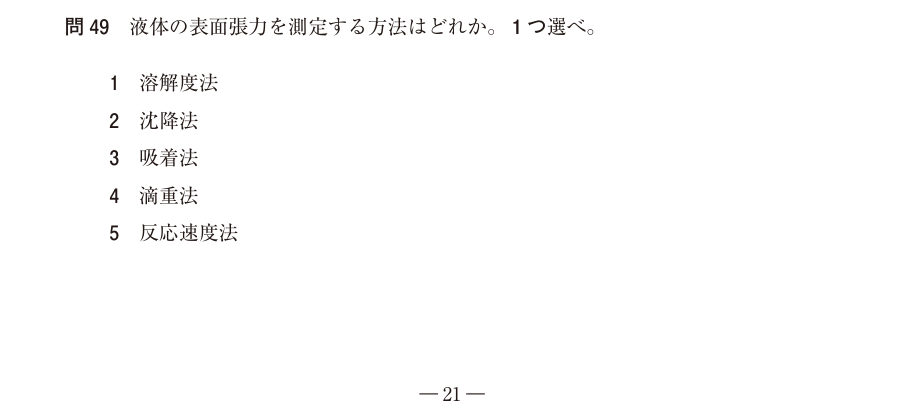 問 49　液体の表面張力を測定する方法はどれか。1つ選べ。
1　溶解度法
2　沈降法
3　吸着法
4　滴重法
5　反応速度法
— 21 —